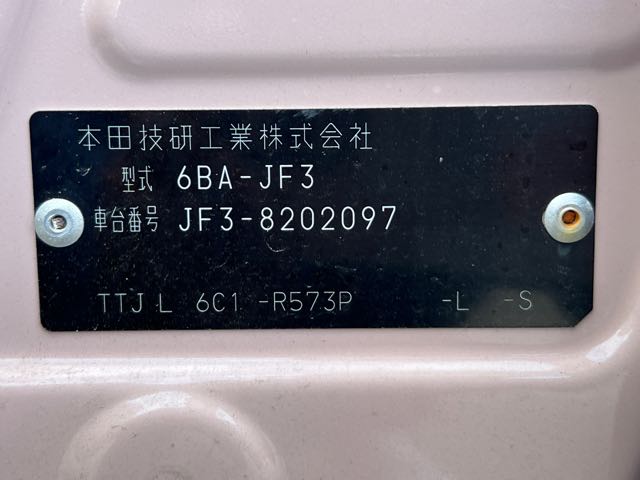 本田技研工業株式会社
型式 6BA-JF3
車台番号 JF3-8202097
TTJ L 6C1 -R573P -L -S